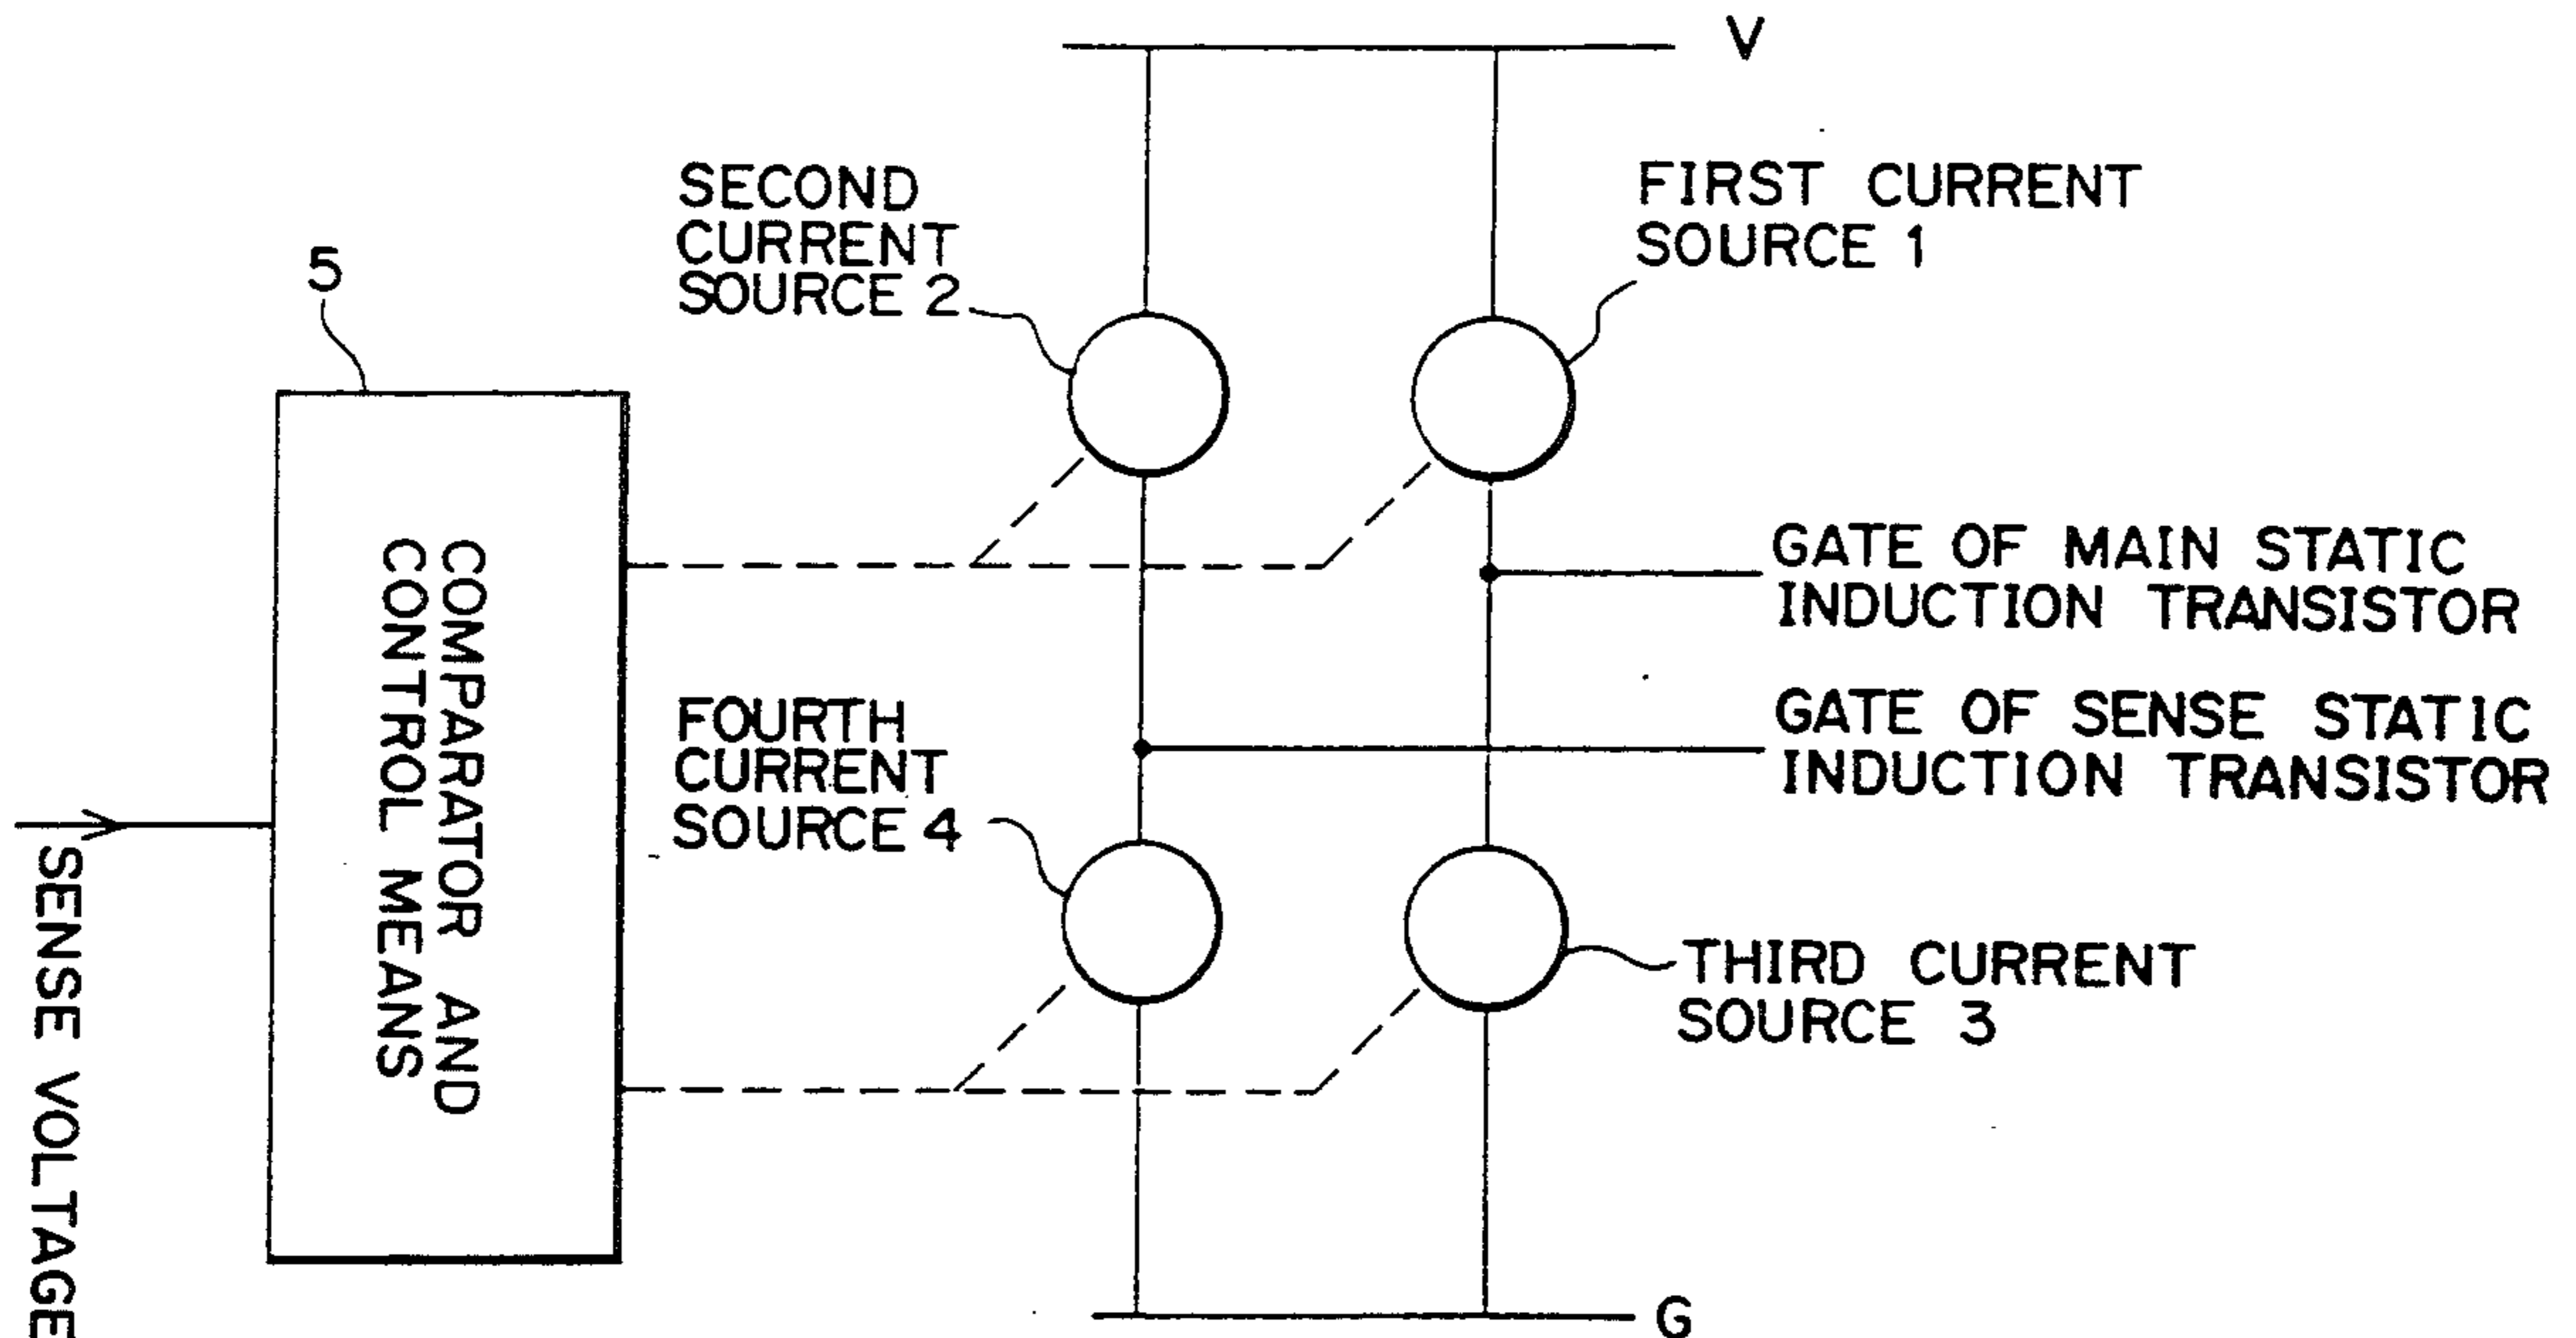 V
SECOND
CURRENT
SOURCE 2
FIRST CURRENT
SOURCE 1
5
COMPARATOR AND
CONTROL MEANS
GATE OF MAIN STATIC
INDUCTION TRANSISTOR
GATE OF SENSE STATIC
INDUCTION TRANSISTOR
FOURTH
CURRENT
SOURCE 4
SENSE VOLTAGE
THIRD CURRENT
SOURCE 3
G